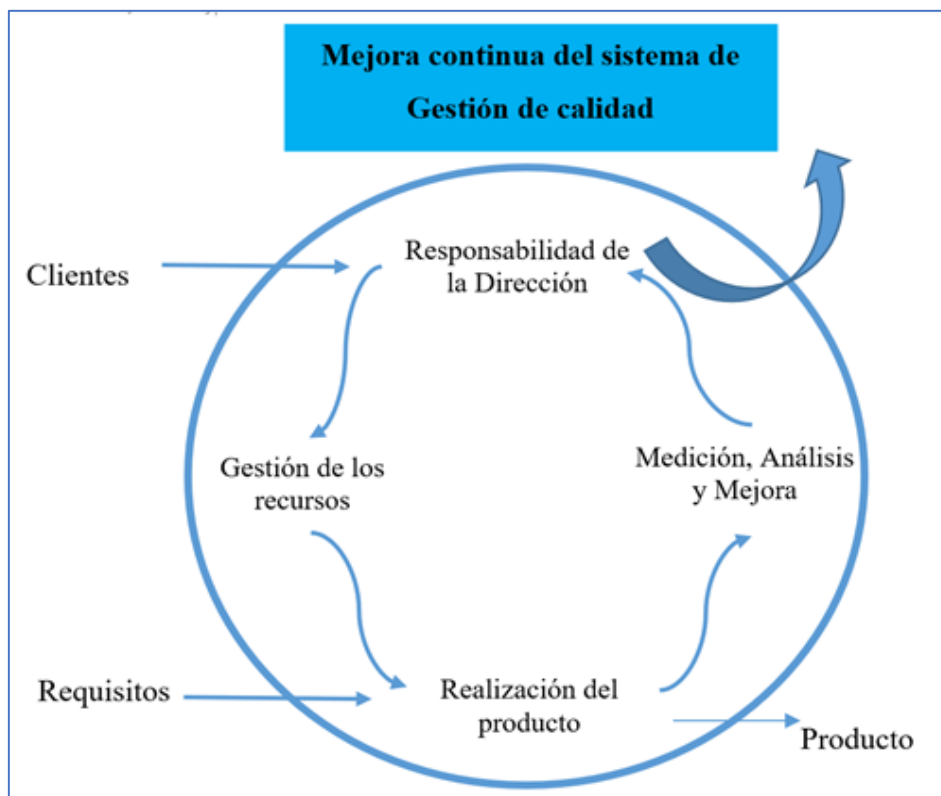 Mejora continua del sistema de
Gestión de calidad
Responsabilidad de
la Dirección
Clientes
Gestión de los
recursos
Medición, Análisis
y Mejora
Requisitos
Realización del
producto
Producto